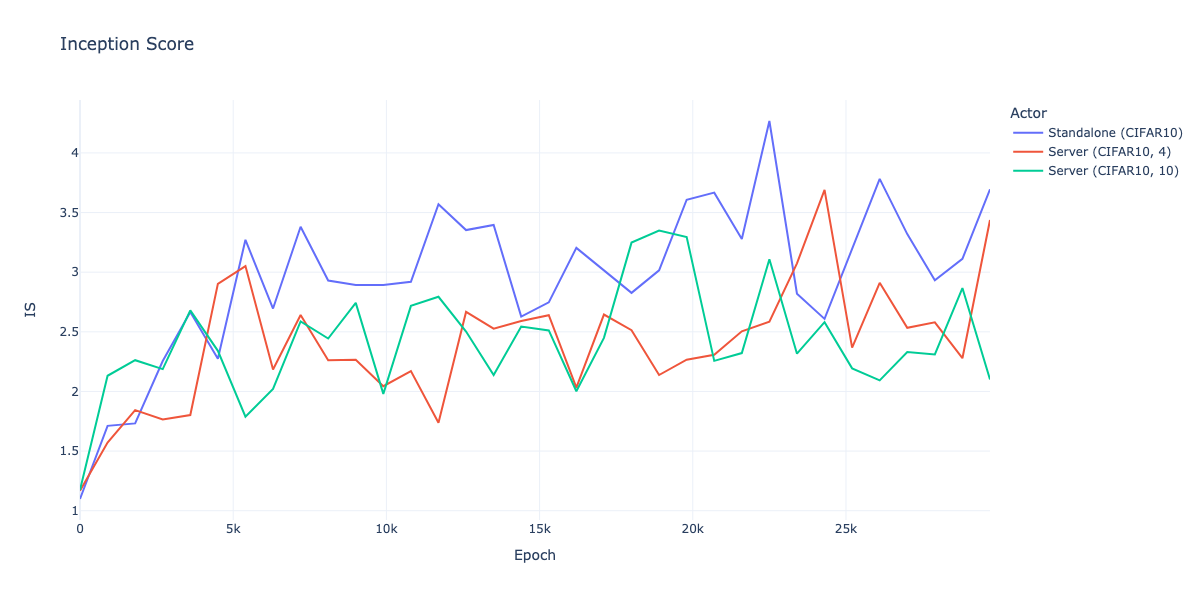 Inception Score
Actor
Standalone (CIFAR10)
Server (CIFAR10, 4)
Server (CIFAR10, 10)
IS
4
3.5
3
2.5
2
1.5
1
0 5k 10k 15k 20k 25k
Epoch